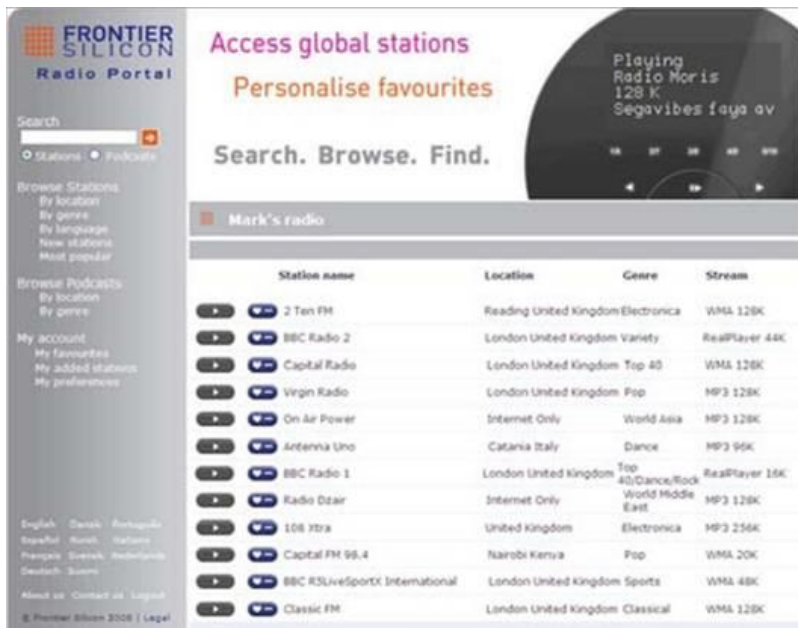 FRONTIER
SILICON
Radio Portal
Search
Stations Podcasts
Browse Stations
By location
By genre
By language
New stations
Most popular
Browse Podcasts
By location
By genre
My account
My favourites
My added stations
My preferences
English Dansk Português
Español Norsk Italiano
Français Svensk Nederlands
Deutsch Suomi
About us Contact us Logout
© Frontier Silicon 2008 | Legal
Access global stations
Personalise favourites
Search. Browse. Find.
Playing
Radio Moris
128 K
Segavibes faya av
Mark's radio
Station name Location Genre Stream
2 Ten FM Reading United Kingdom Electronica WMA 128K
BBC Radio 2 London United Kingdom Variety RealPlayer 44K
Capital Radio London United Kingdom Top 40 WMA 128K
Virgin Radio London United Kingdom Pop MP3 128K
On Air Power Internet Only World Asia MP3 128K
Antenna Uno Catania Italy Dance MP3 96K
BBC Radio 1 London United Kingdom Top 40/Dance/Rock RealPlayer 16K
Radio Dzair Internet Only World Middle East MP3 128K
108 Xtra United Kingdom Electronica MP3 256K
Capital FM 98.4 Nairobi Kenya Pop WMA 20K
BBC R5LiveSportX International London United Kingdom Sports WMA 48K
Classic FM London United Kingdom Classical WMA 128K